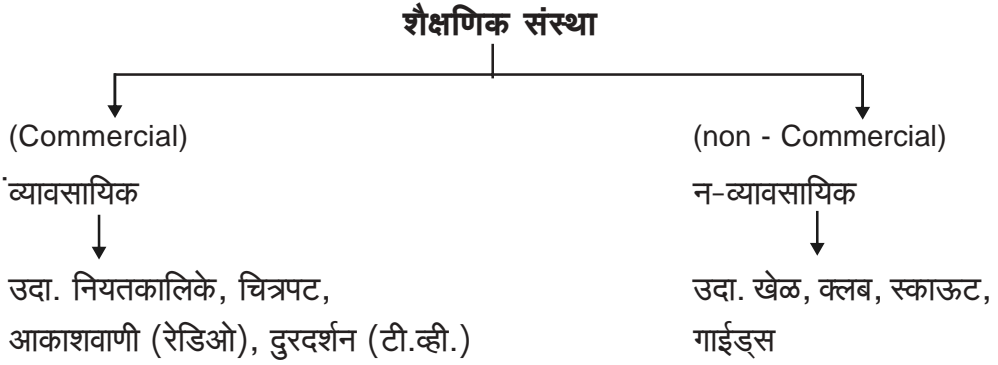 शैक्षणिक संस्था
(Commercial)
व्यावसायिक
उदा. नियतकालिके, चित्रपट,
आकाशवाणी (रेडिओ), दुरदर्शन (टी.व्ही.)
(non - Commercial)
न-व्यावसायिक
उदा. खेळ, क्लब, स्काऊट,
गाईड्स